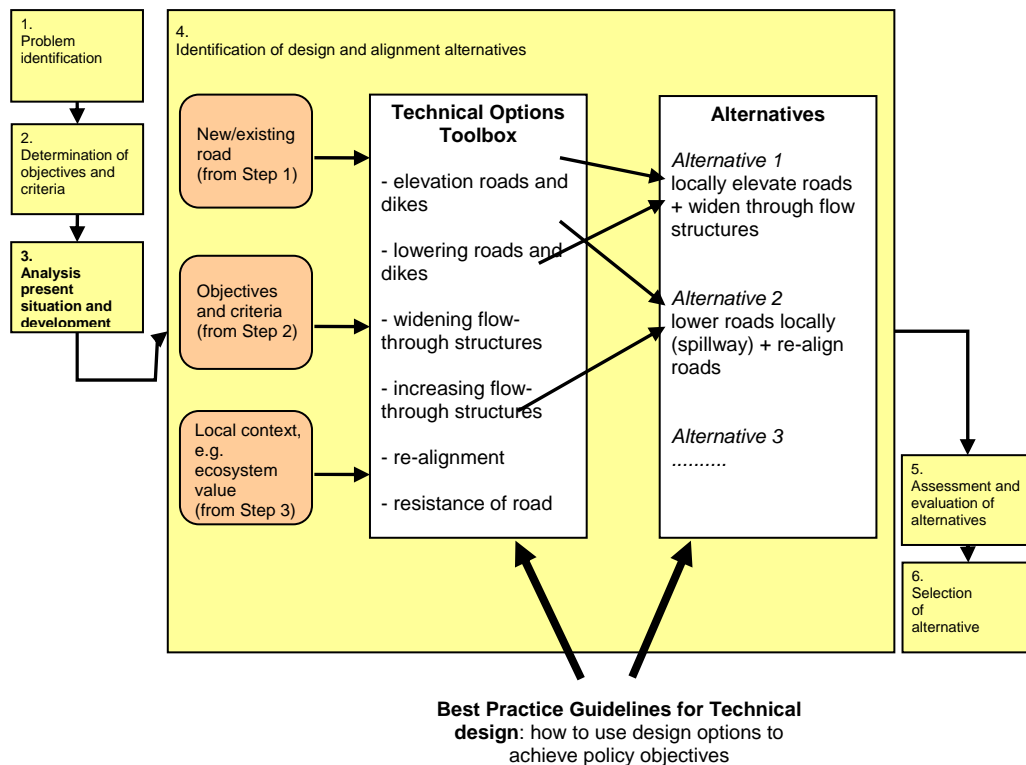 1.
Problem
identification
2.
Determination of
objectives and
criteria
3.
Analysis
present
situation and
development
4.
Identification of design and alignment alternatives
New/existing
road
(from Step 1)
Objectives
and criteria
(from Step 2)
Local context,
e.g.
ecosystem
value
(from Step 3)
Technical Options
Toolbox
- elevation roads and
dikes
- lowering roads and
dikes
- widening flow-
through structures
- increasing flow-
through structures
- re-alignment
- resistance of road
Alternatives
Alternative 1
locally elevate roads
+ widen through flow
structures
Alternative 2
lower roads locally
(spillway) + re-align
roads
Alternative 3
..........
5.
Assessment and
evaluation of
alternatives
6.
Selection
of
alternative
Best Practice Guidelines for Technical
design: how to use design options to
achieve policy objectives